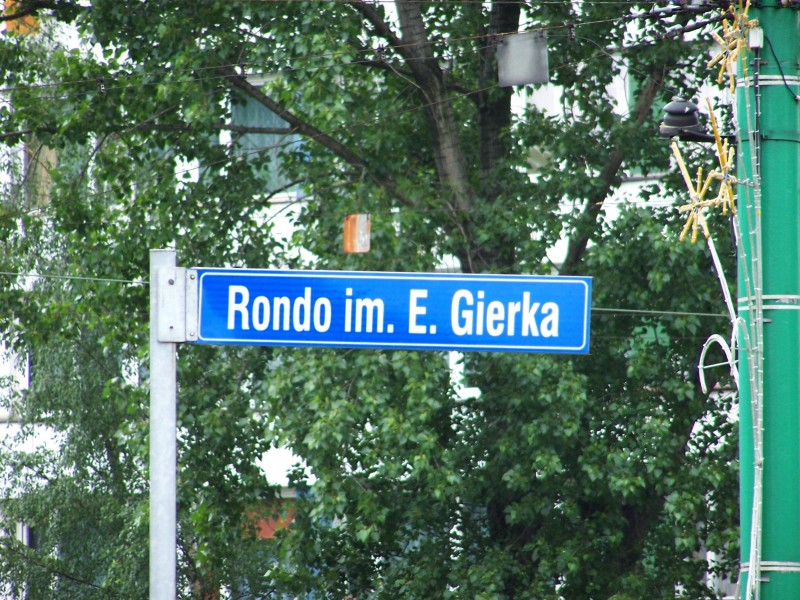 Rondo im. E. Gierka